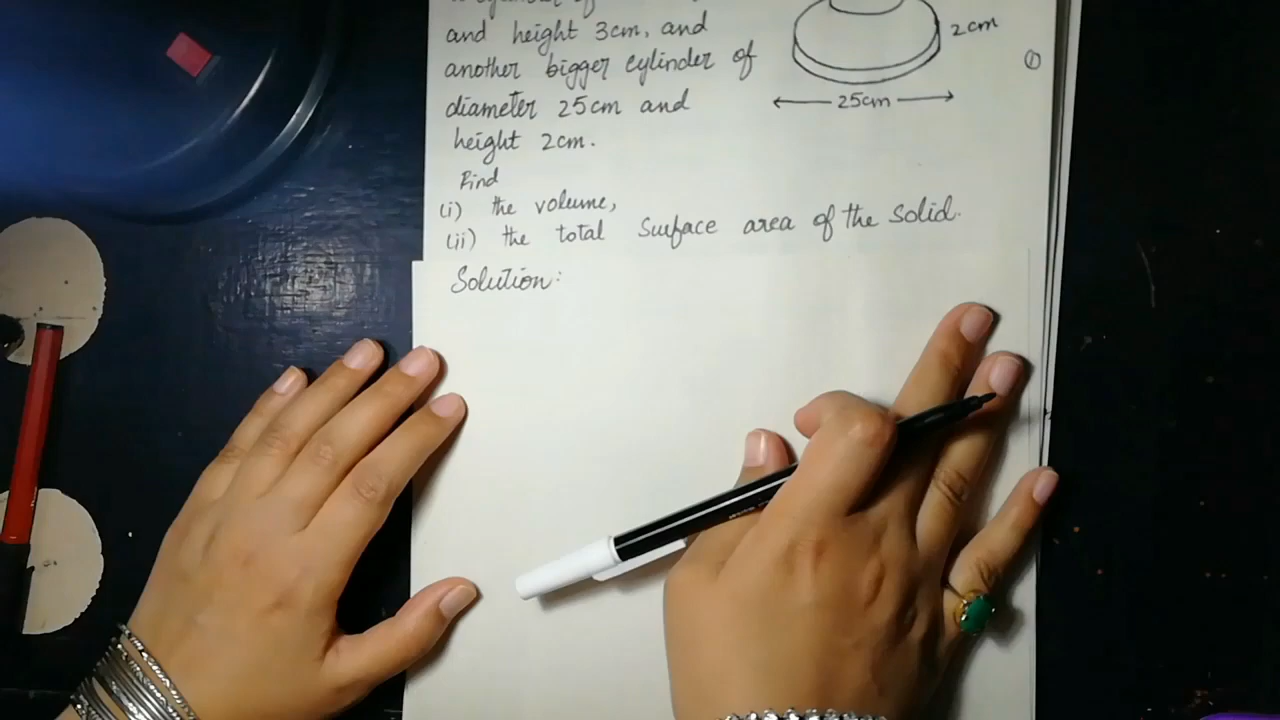 and height 3cm, and
another bigger cylinder of
diameter 25cm and
height 2cm.
2cm
25cm
Find
(i) the volume,
(ii) the total surface area of the solid.
Solution: